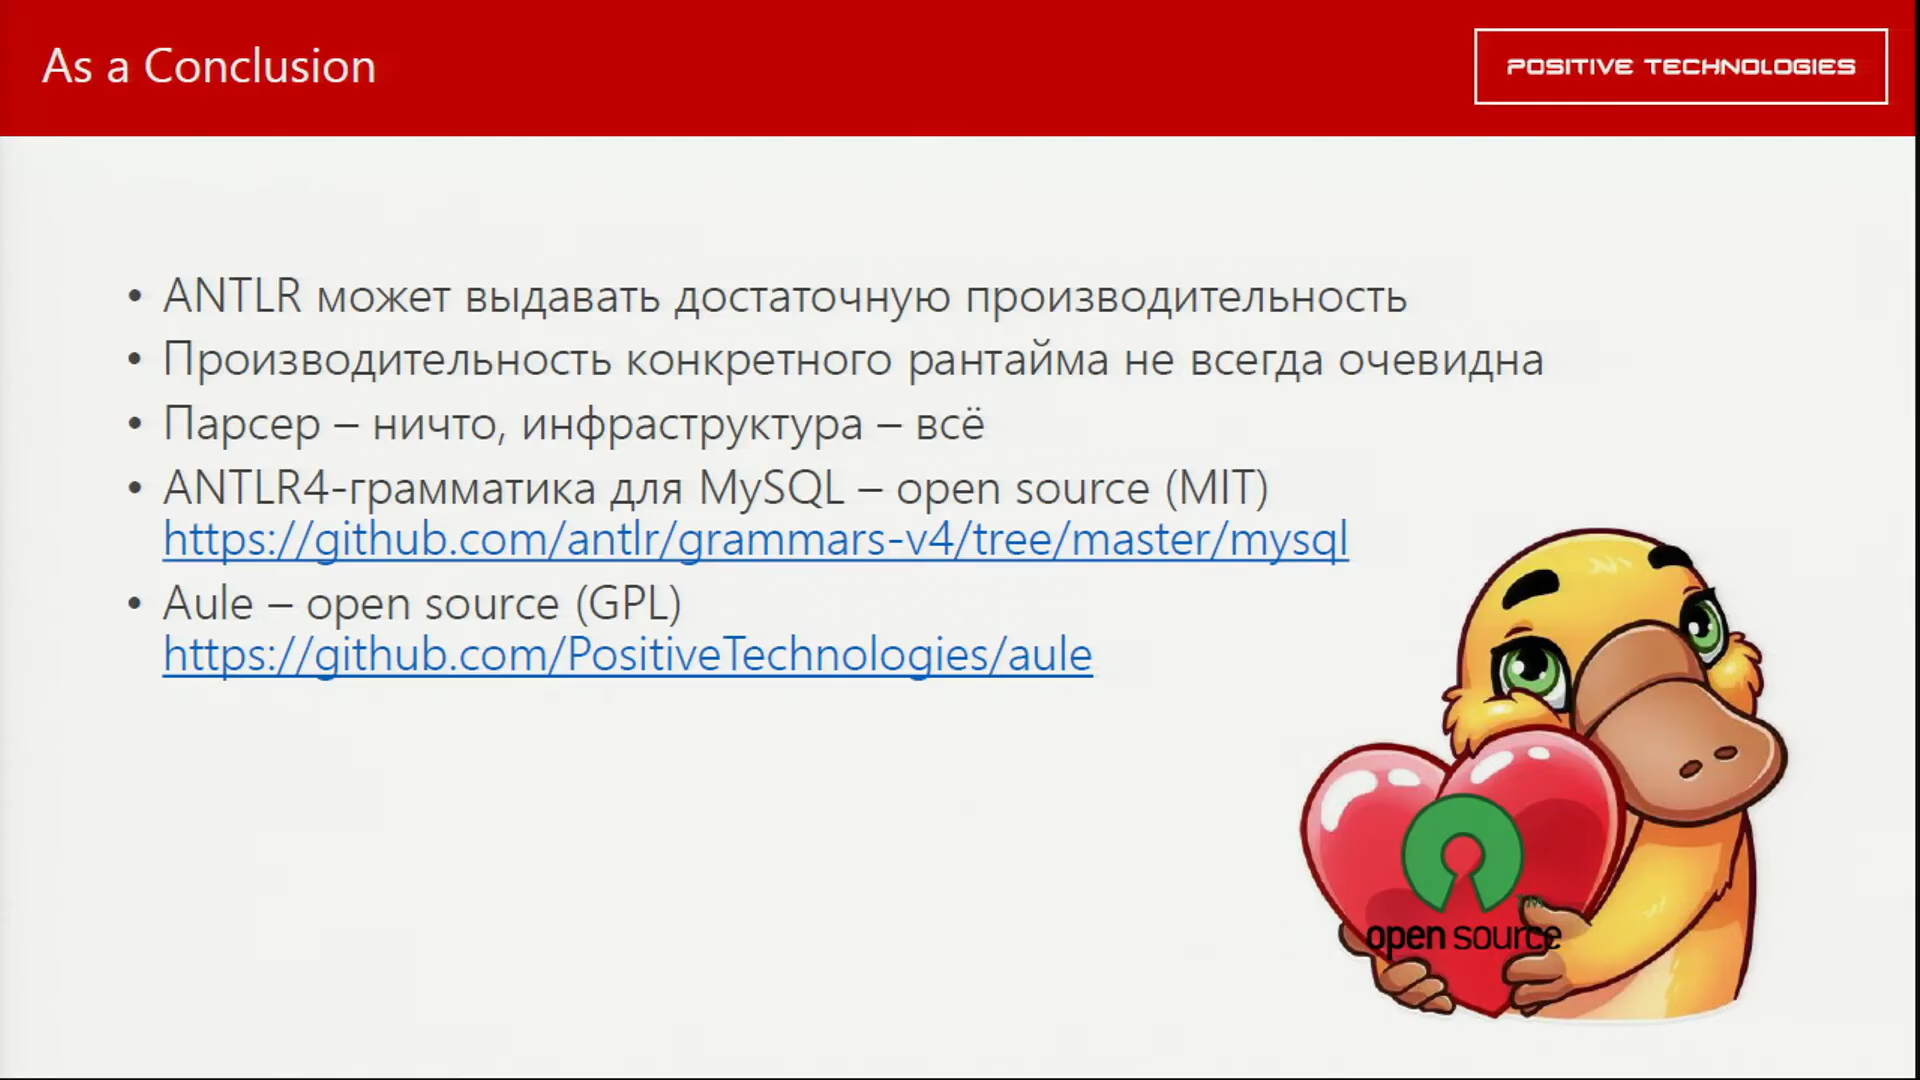 As a Conclusion
POSITIVE TECHNOLOGIES
• ANTLR может выдавать достаточную производительность
• Производительность конкретного рантайма не всегда очевидна
• Парсер – ничто, инфраструктура – всё
• ANTLR4-грамматика для MySQL – open source (MIT)
https://github.com/antlr/grammars-v4/tree/master/mysql
• Aule – open source (GPL)
https://github.com/PositiveTechnologies/aule
TM
open source